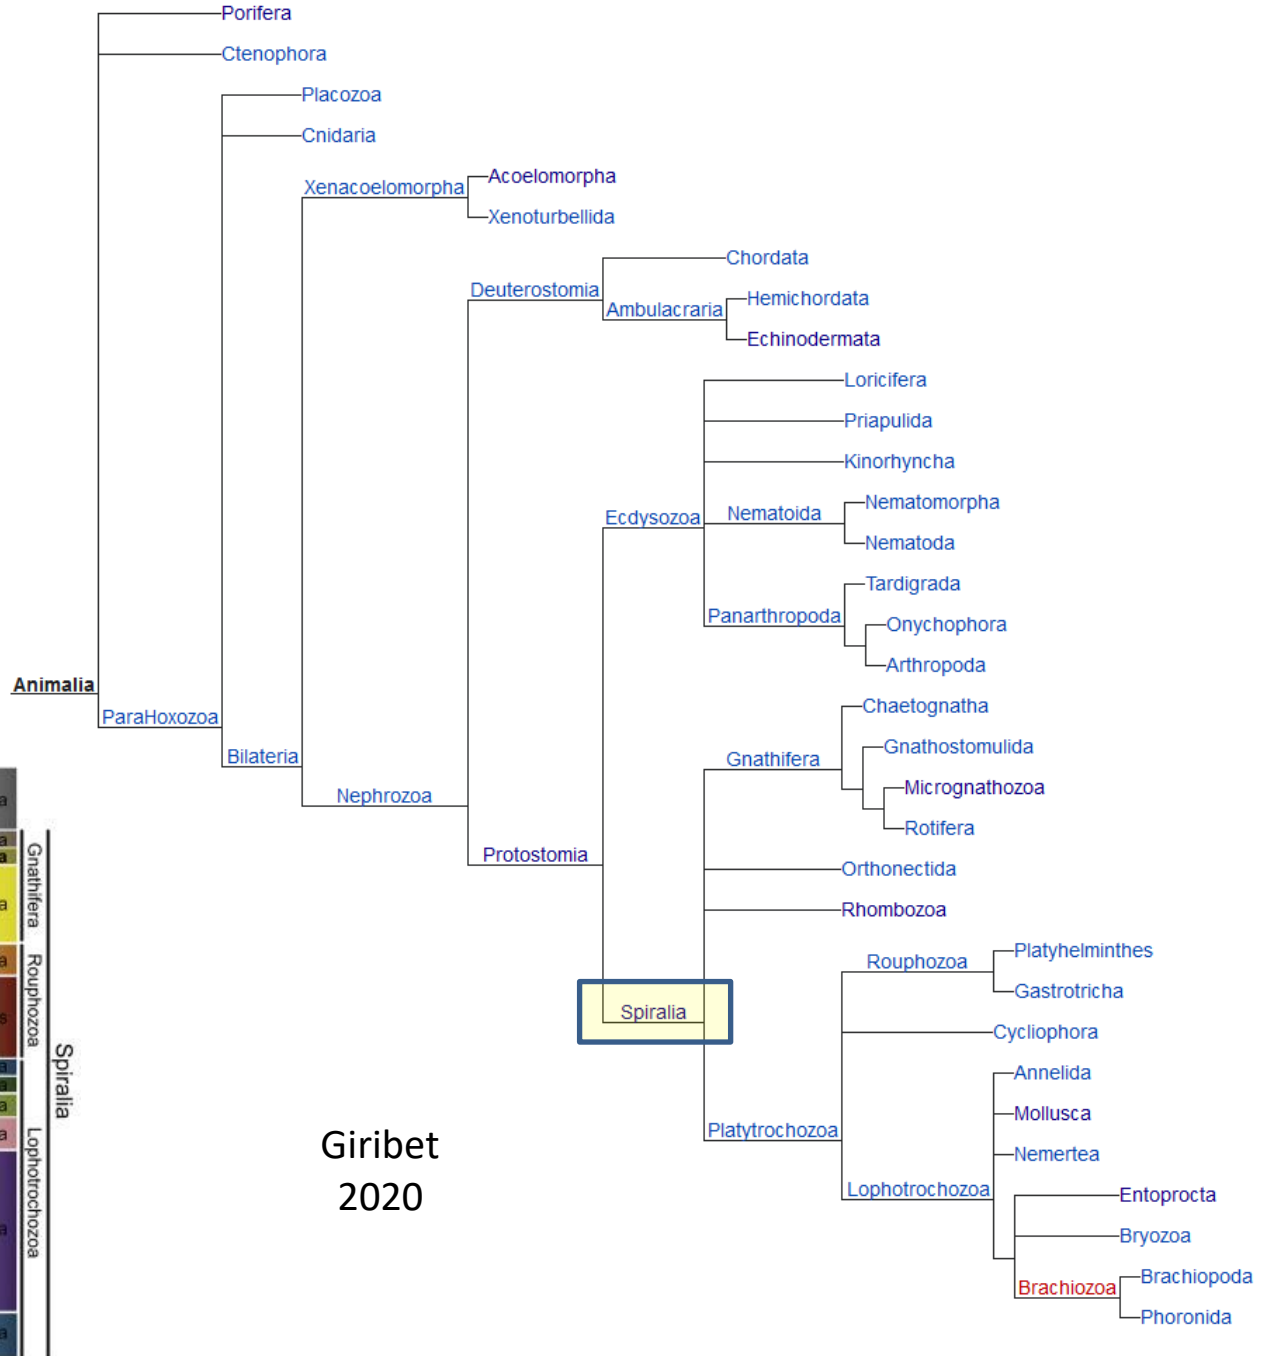 Porifera
Ctenophora
Placozoa
Cnidaria
Acoelomorpha
Xenacoelomorpha
Xenoturbellida
Chordata
Deuterostomia
Hemichordata
Ambulacraria
Echinodermata
Loricifera
Priapulida
Kinorhyncha
Nematomorpha
Ecdysozoa
Nematoida
Nematoda
Tardigrada
Panarthropoda
Onychophora
Arthropoda
Animalia
Chaetognatha
ParaHoxozoa
Gnathostomulida
Bilateria
Gnathifera
Micrognathozoa
Nephrozoa
Rotifera
Protostomia
Orthonectida
Rhombozoa
Platyhelminthes
Rouphozoa
Gastrotricha
Spiralia
Cycliophora
Annelida
Mollusca
Platytrochozoa
Nemertea
Lophotrochozoa
Entoprocta
Bryozoa
Brachiopoda
Brachiozoa
Phoronida
Giribet
2020
Gnathifera
Rouphozoa
Lophotrochozoa
Spiralia